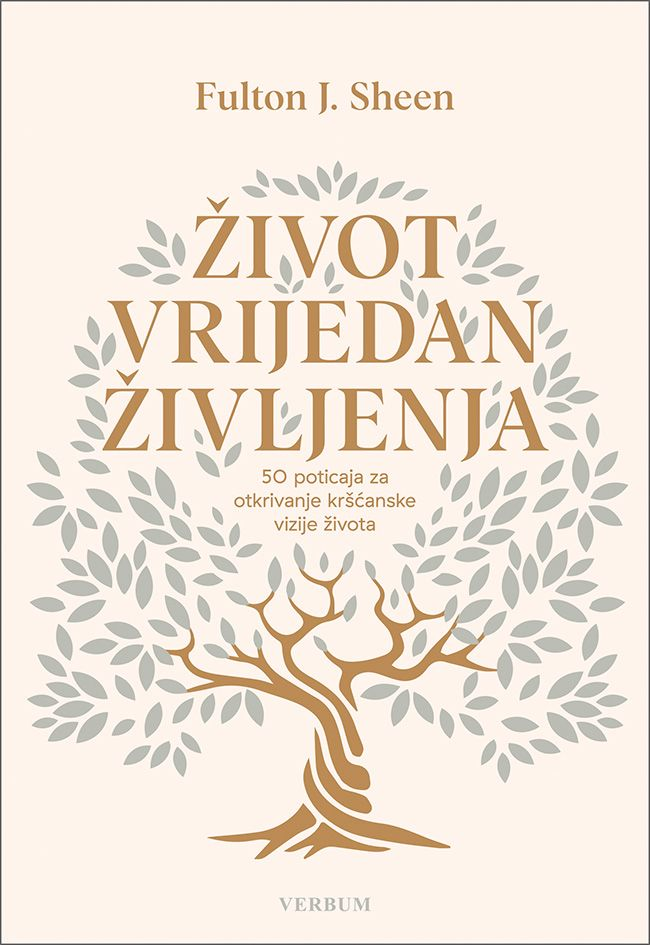 Fulton J. Sheen
ŽIVOT
VRIJEDAN
ŽIVLJENJA
50 poticaja za
otkrivanje kršćanske
vizije života
VERBUM